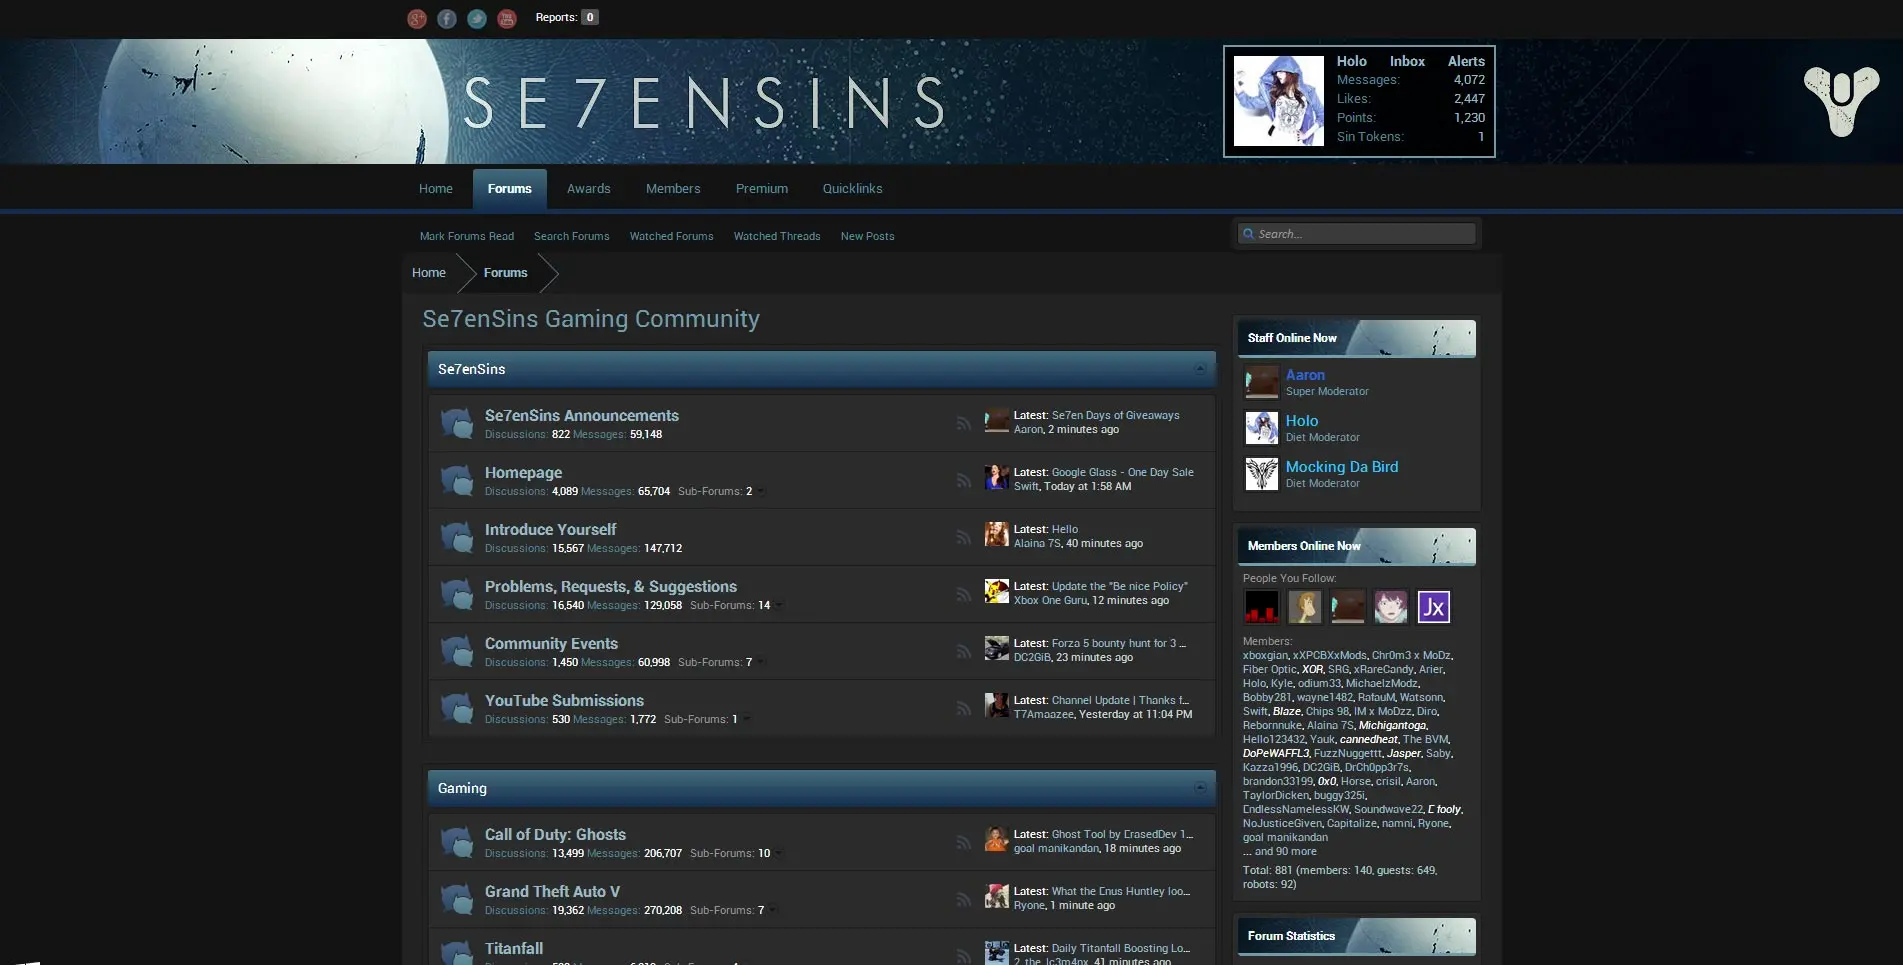 Reports: 0
SE7ENSINS
Holo Inbox Alerts
Messages: 4,072
Likes: 2,447
Points: 1,230
Sin Tokens: 1
Home Forums Awards Members Premium Quicklinks
Mark Forums Read Search Forums Watched Forums Watched Threads New Posts
Search...
Home Forums
Se7enSins Gaming Community
Se7enSins
Se7enSins Announcements
Discussions: 822 Messages: 59,148
Latest: Se7en Days of Giveaways
Aaron, 2 minutes ago
Homepage
Discussions: 4,089 Messages: 65,704 Sub-Forums: 2
Latest: Google Glass - One Day Sale
Swift, Today at 1:58 AM
Introduce Yourself
Discussions: 15,567 Messages: 147,712
Latest: Hello
Alaina 7S, 40 minutes ago
Problems, Requests, & Suggestions
Discussions: 16,540 Messages: 129,058 Sub-Forums: 14
Latest: Update the "Be nice Policy"
Xbox One Guru, 12 minutes ago
Community Events
Discussions: 1,450 Messages: 60,998 Sub-Forums: 7
Latest: Forza 5 bounty hunt for 3 ...
DC2GiB, 23 minutes ago
YouTube Submissions
Discussions: 530 Messages: 1,772 Sub-Forums: 1
Latest: Channel Update | Thanks f...
T7Amaazee, Yesterday at 11:04 PM
Gaming
Call of Duty: Ghosts
Discussions: 13,499 Messages: 206,707 Sub-Forums: 10
Latest: Ghost Tool by ErasedDev 1...
goal manikandan, 18 minutes ago
Grand Theft Auto V
Discussions: 19,362 Messages: 270,208 Sub-Forums: 7
Latest: What the Enus Huntley loo...
Ryone, 1 minute ago
Titanfall
Latest: Daily Titanfall Boosting Lo...
41 minutes ago
Staff Online Now
Aaron
Super Moderator
Holo
Diet Moderator
Mocking Da Bird
Diet Moderator
Members Online Now
People You Follow:
Jx
Members:
xboxgian, xXPCBXxMods, Chr0m3 x MoDz,
Fiber Optic, XOR, SRG, xRareCandy, Arier,
Holo, Kyle, odium33, MichaelzModz,
Bobby281, wayne1482, RafauM, Watsonn,
Swift, Blaze, Chips 98, IM x MoDzz, Diro,
Rebornnuke, Alaina 7S, Michigantoga,
Hello123432, Yauk, cannedheat, The BVM,
DoPeWAFFL3, FuzzNuggettt, Jasper, Saby,
Kazza1996, DC2GiB, DrCh0pp3r7s,
brandon33199, 0x0, Horse, crisil, Aaron,
TaylorDicken, buggy325i,
EndlessNamelessKW, Soundwave22, E fooly,
NoJusticeGiven, Capitalize, namni, Ryone,
goal manikandan
... and 90 more
Total: 881 (members: 140, guests: 649,
robots: 92)
Forum Statistics